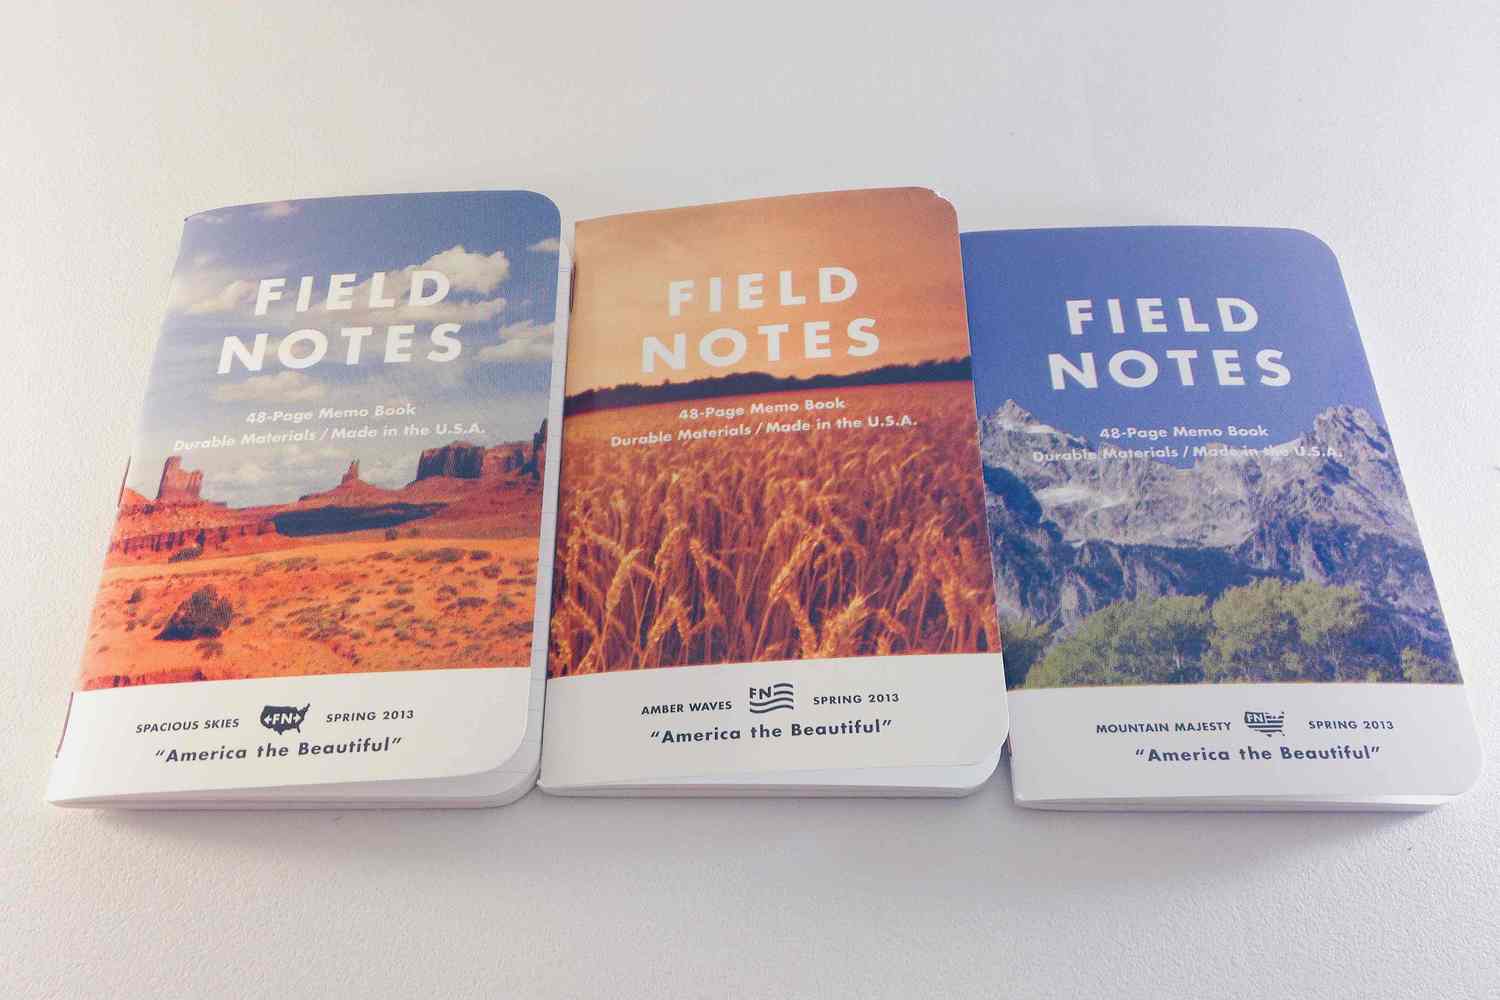 FIELD
NOTES
48-Page Memo Book
Durable Materials / Made in the U.S.A.
SPACIOUS SKIES FN SPRING 2013
“America the Beautiful”
FIELD
NOTES
48-Page Memo Book
Durable Materials / Made in the U.S.A.
AMBER WAVES FN SPRING 2013
“America the Beautiful”
FIELD
NOTES
48-Page Memo Book
Durable Materials / Made in the U.S.A.
MOUNTAIN MAJESTY FN SPRING 2013
“America the Beautiful”